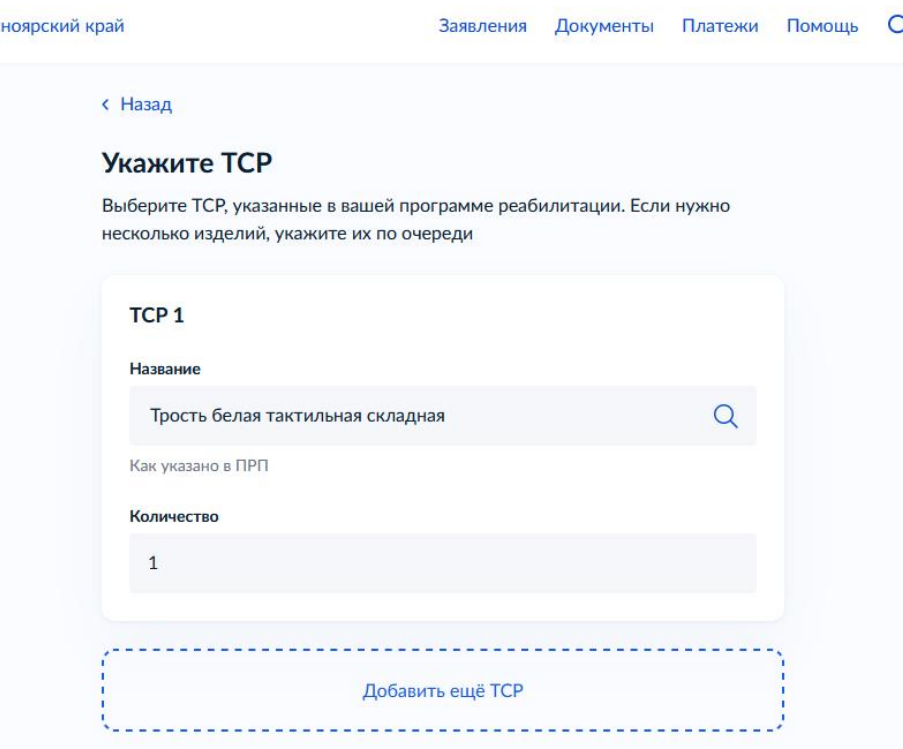 ноярский край
Заявления Документы Платежи Помощь
Назад
Укажите ТСР
Выберите ТСР, указанные в вашей программе реабилитации. Если нужно
несколько изделий, укажите их по очереди
ТСР 1
Название
Трость белая тактильная складная
Как указано в ПРП
Количество
1
Добавить ещё ТСР